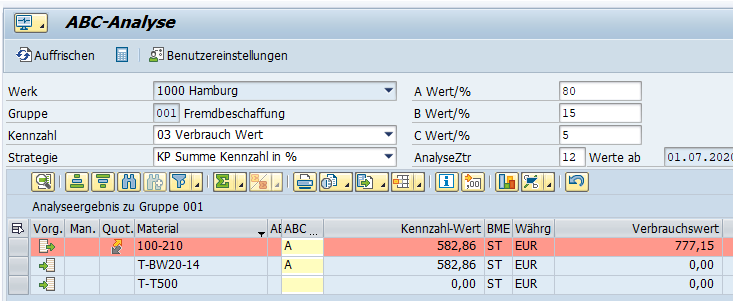 ABC-Analyse
Auffrischen Benutzereinstellungen
Werk 1000 Hamburg A Wert/% 80
Gruppe 001 Fremdbeschaffung B Wert/% 15
Kennzahl 03 Verbrauch Wert C Wert/% 5
Strategie KP Summe Kennzahl in % AnalyseZtr 12 Werte ab 01.07.2020
Analyseergebnis zu Gruppe 001
Vorg. Man. Quot. Material AB ABC ... Kennzahl-Wert BME Währg Verbrauchswert
100-210 A 582,86 ST EUR 777,15
T-BW20-14 A 582,86 ST EUR 0,00
T-T500 0,00 ST EUR 0,00